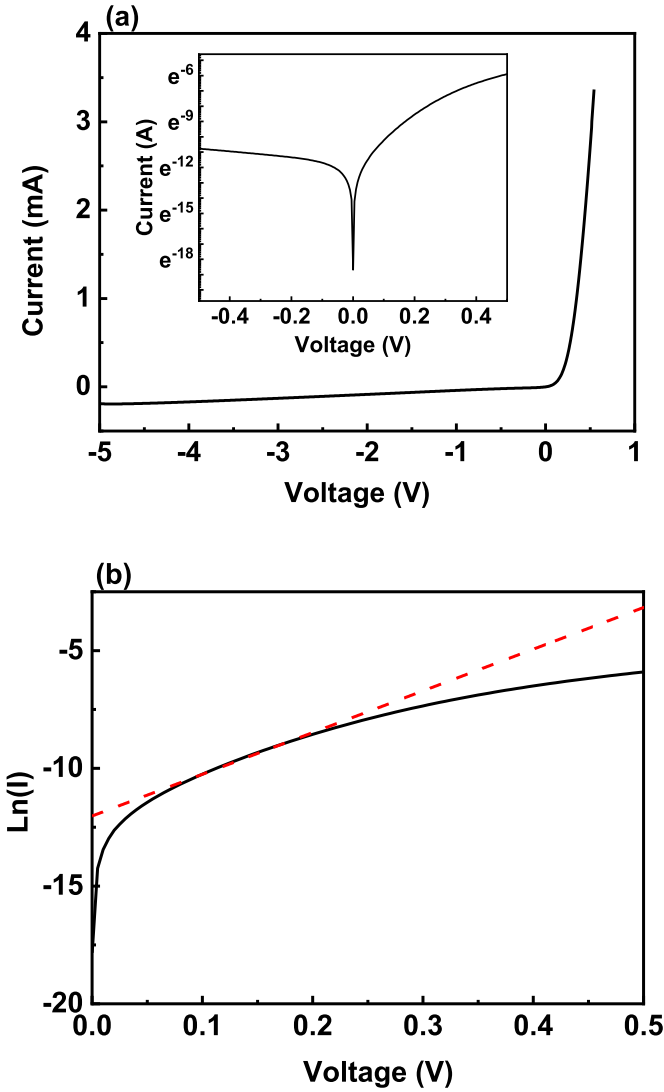 (a)
4
3
2
1
0
Current (mA)
-5 -4 -3 -2 -1 0 1
Voltage (V)
e-6
e-9
e-12
e-15
e-18
Current (A)
-0.4 -0.2 0.0 0.2 0.4
Voltage (V)
(b)
-5
-10
-15
-20
Ln(I)
0.0 0.1 0.2 0.3 0.4 0.5
Voltage (V)